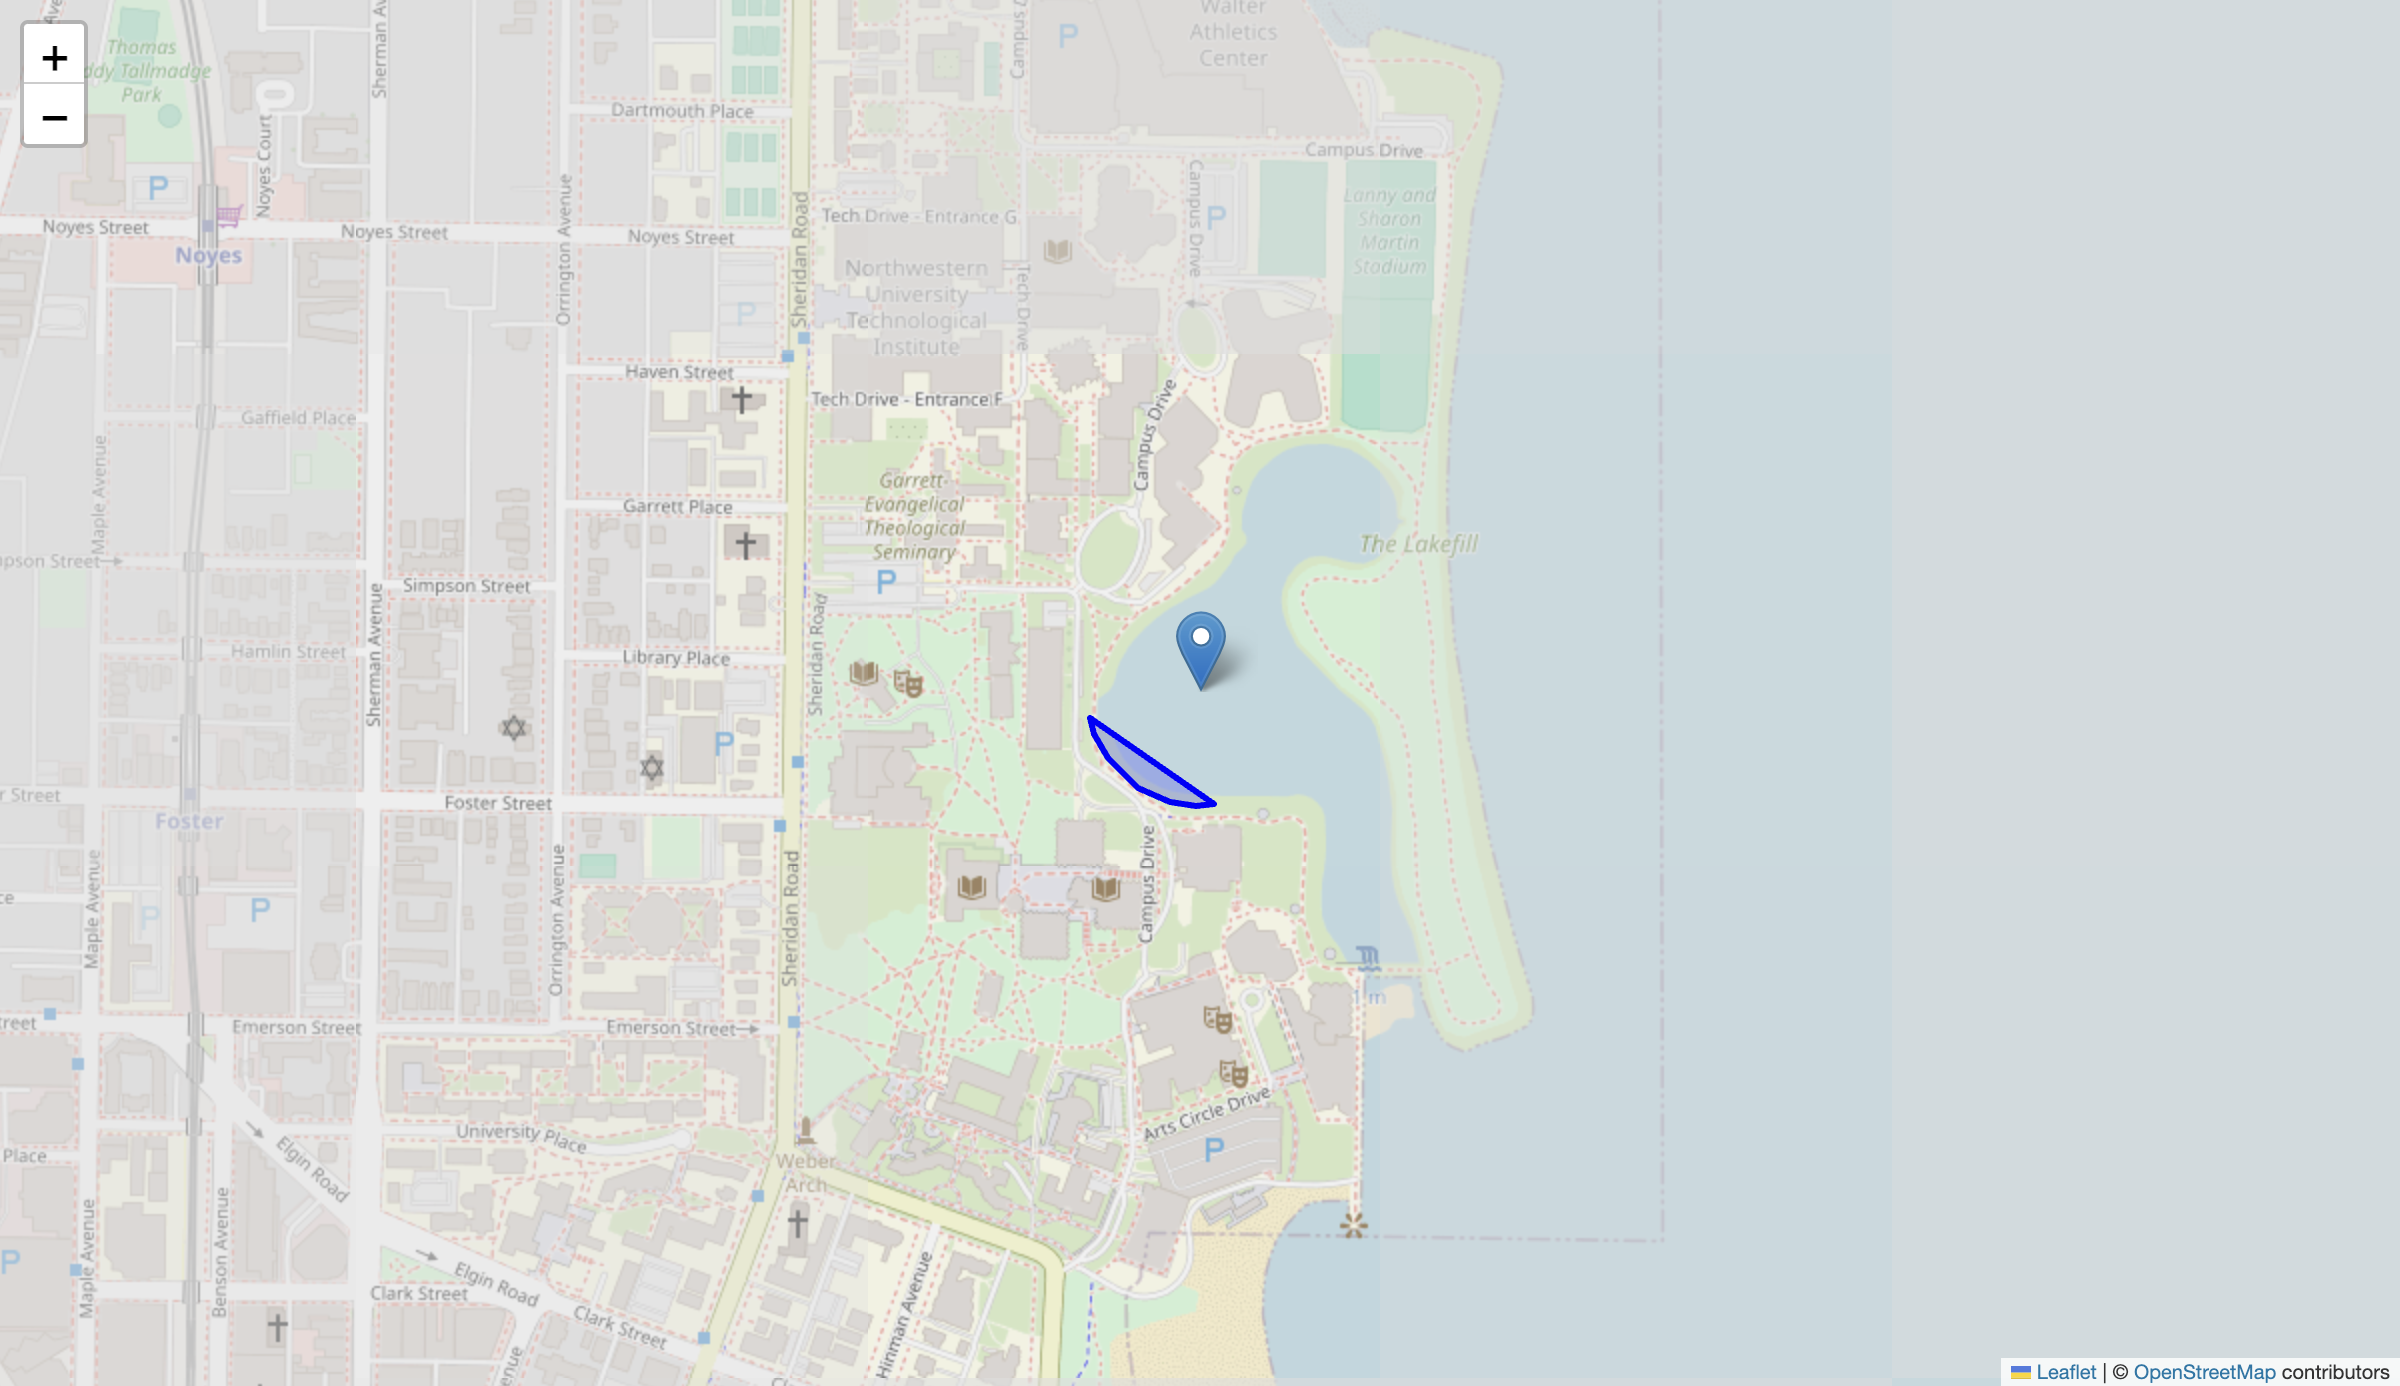 +
−
Thomas
ddy Tallmadge
Park
Sherman Av
Dartmouth Place
Campus D
P
Walter
Athletics
Center
Campus Drive
P
Noyes Court
Noyes Street
Noyes Street
Noyes Street
Noyes
Orrington Avenue
Sheridan Road
Tech Drive - Entrance G
Campus Drive
P
Lanny and
Sharon
Martin
Stadium
Northwestern
University
Technological
Institute
Tech Drive
P
Haven Street
Tech Drive - Entrance F
Campus Drive
Gaffield Place
Maple Avenue
Garrett Place
Garrett-
Evangelical
Theological
Seminary
P
The Lakefill
pson Street
Simpson Street
Sherman Avenue
Sheridan Road
Hamlin Street
Library Place
P
r Street
Foster Street
Foster
Maple Avenue
Orrington Avenue
Sheridan Road
Campus Drive
P
P
ce
1 m
treet
Emerson Street
Emerson Street
Elgin Road
University Place
Weber
Arch
Arts Circle Drive
P
Place
Maple Avenue
Benson Avenue
P
Elgin Road
Clark Street
Clark Street
Hinman Avenue
enue
Leaflet | © OpenStreetMap contributors